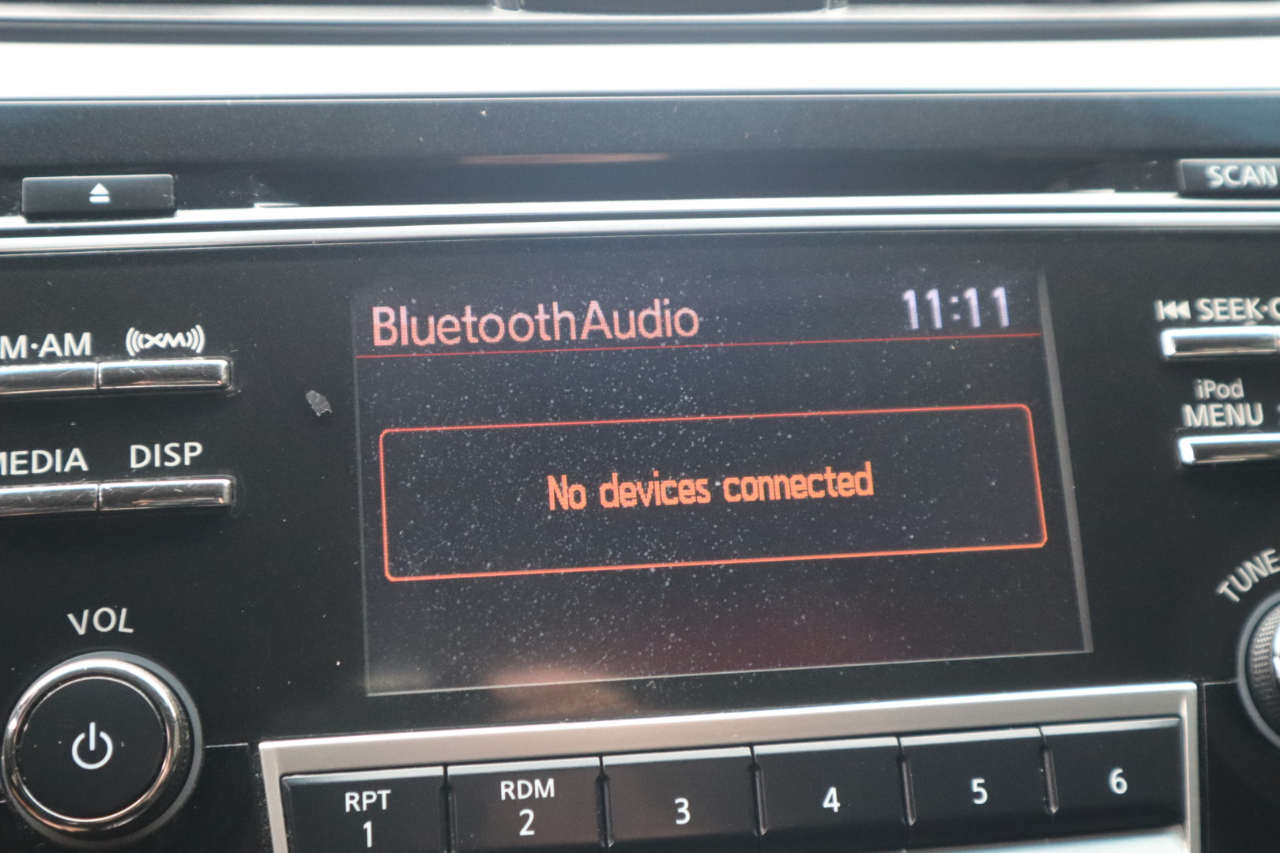 SCAN
BluetoothAudio 11:11
M·AM XM
SEEK·C
iPod
MENU
MEDIA DISP
No devices connected
TUNE
VOL
RPT RDM
1 2 3 4 5 6